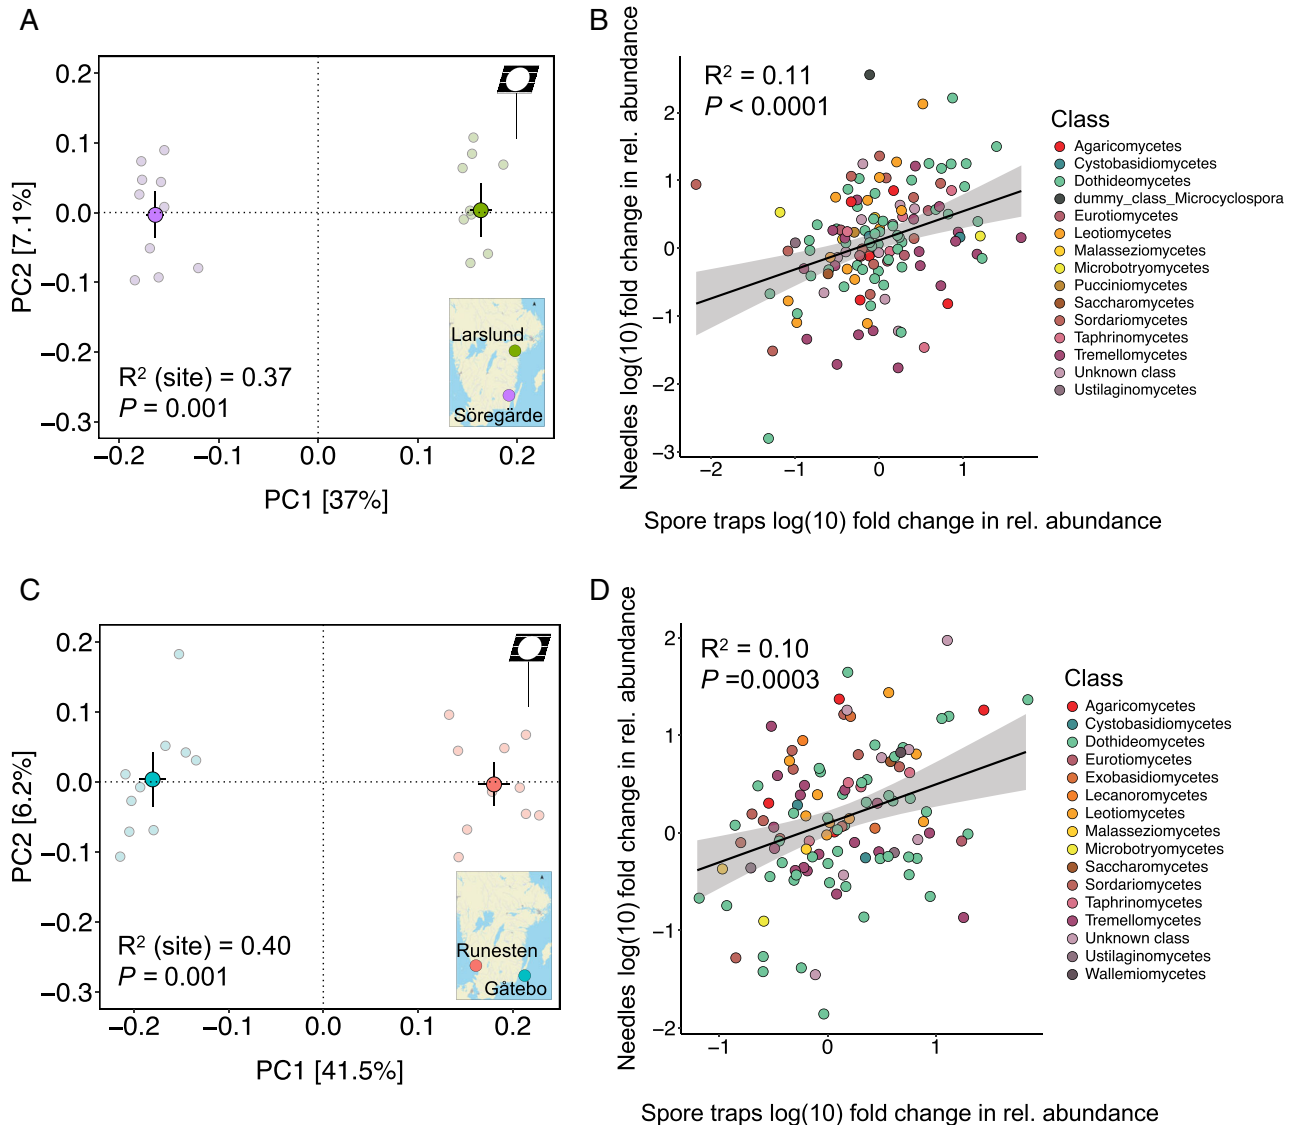 A
PC2 [7.1%]
0.2
0.1
0.0
−0.1
−0.2
−0.3
R² (site) = 0.37
P = 0.001
Larslund
Söregärde
−0.2
−0.1
0.0
0.1
0.2
PC1 [37%]
B
Needles log(10) fold change in rel. abundance
R² = 0.11
P < 0.0001
2
1
0
−1
−2
−3
−2
−1
0
1
Spore traps log(10) fold change in rel. abundance
Class
Agaricomycetes
Cystobasidiomycetes
Dothideomycetes
dummy_class_Microcyclospora
Eurotiomycetes
Leotiomycetes
Malasseziomycetes
Microbotryomycetes
Pucciniomycetes
Saccharomycetes
Sordariomycetes
Taphrinomycetes
Tremellomycetes
Unknown class
Ustilaginomycetes
C
PC2 [6.2%]
0.2
0.1
0.0
−0.1
−0.2
−0.3
R² (site) = 0.40
P = 0.001
Runesten
Gåtebo
−0.2
−0.1
0.0
0.1
0.2
PC1 [41.5%]
D
Needles log(10) fold change in rel. abundance
R² = 0.10
P =0.0003
2
1
0
−1
−2
−1
0
1
Spore traps log(10) fold change in rel. abundance
Class
Agaricomycetes
Cystobasidiomycetes
Dothideomycetes
Eurotiomycetes
Exobasidiomycetes
Lecanoromycetes
Leotiomycetes
Malasseziomycetes
Microbotryomycetes
Saccharomycetes
Sordariomycetes
Taphrinomycetes
Tremellomycetes
Unknown class
Ustilaginomycetes
Wallemiomycetes